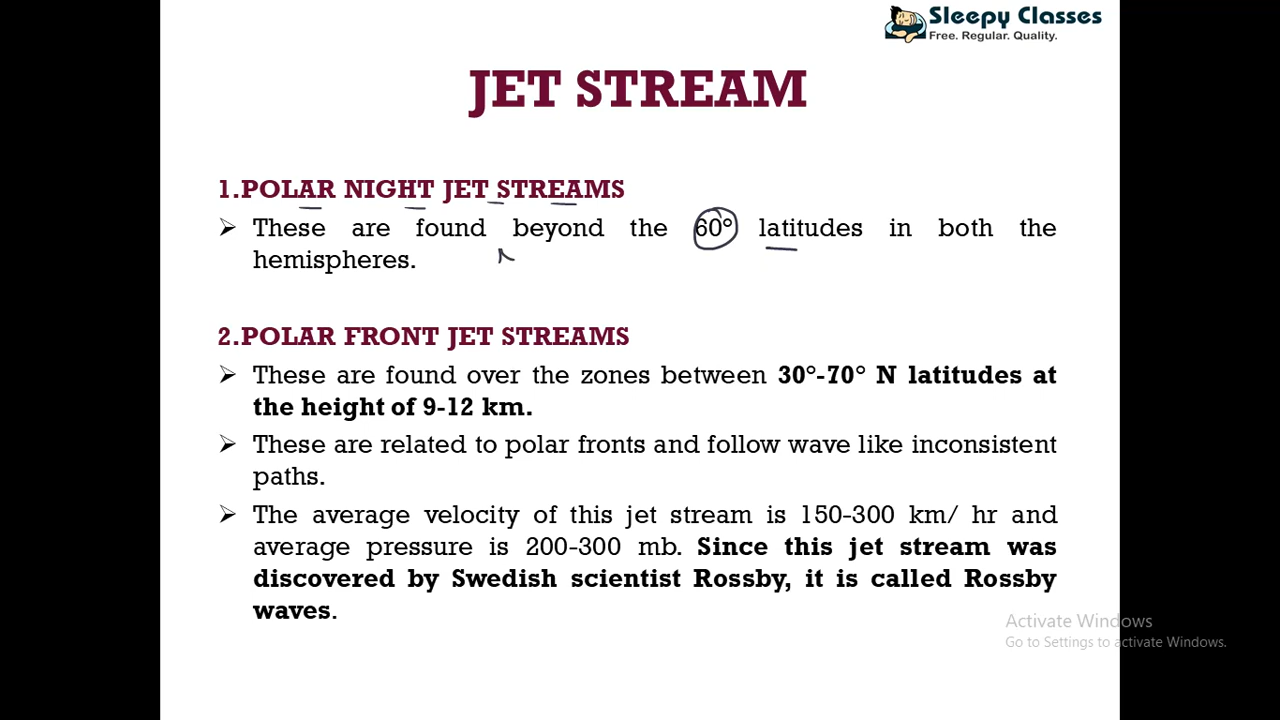 Sleepy Classes
Free. Regular. Quality.
JET STREAM
1.POLAR NIGHT JET STREAMS
➢ These are found beyond the 60° latitudes in both the
hemispheres.
2.POLAR FRONT JET STREAMS
➢ These are found over the zones between 30°-70° N latitudes at
the height of 9-12 km.
➢ These are related to polar fronts and follow wave like inconsistent
paths.
➢ The average velocity of this jet stream is 150-300 km/ hr and
average pressure is 200-300 mb. Since this jet stream was
discovered by Swedish scientist Rossby, it is called Rossby
waves.
Activate Windows
Go to Settings to activate Windows.